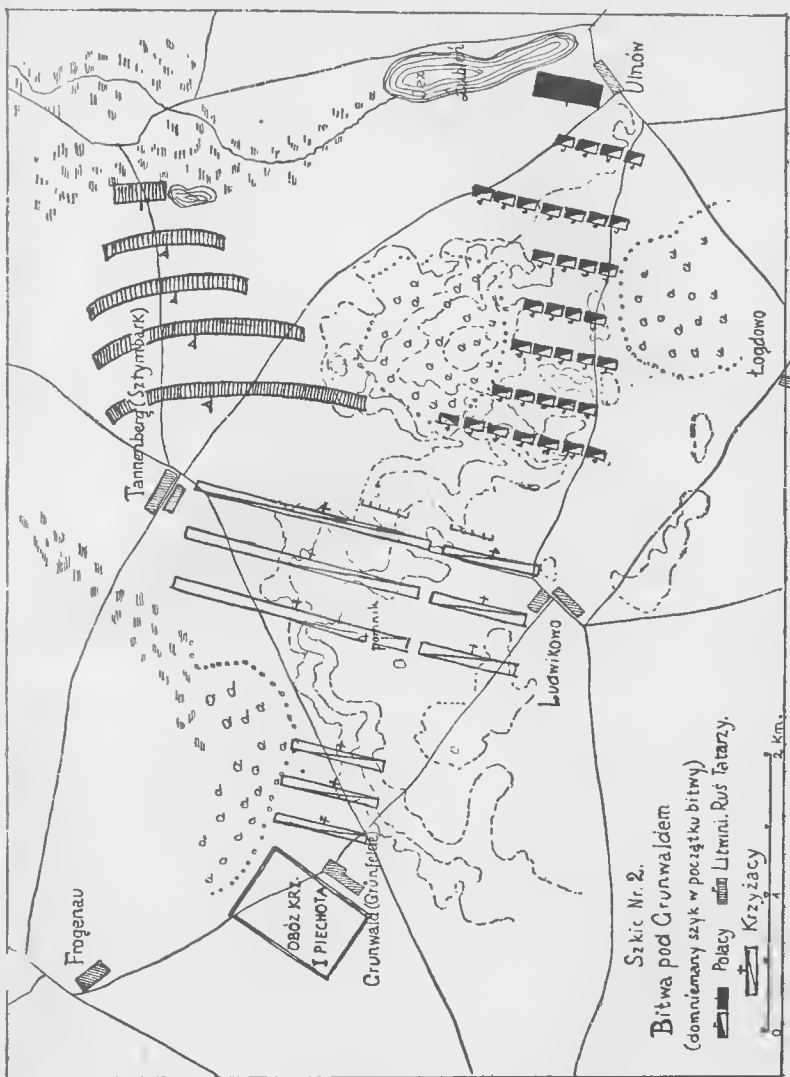 Frogenau
Tannenberg (Sztymbark)
Ulnów
OBÓZ KRZ.
I PIECHOTA
Grunwald (Grünfelde)
pomnik
Ludwikowo
Łogdowo
Szkic Nr. 2.
Bitwa pod Grunwaldem
(domniemany szyk w początku bitwy)
Polacy Litwini. Ruś Tatarzy.
Krzyżacy
0 1 2 km.